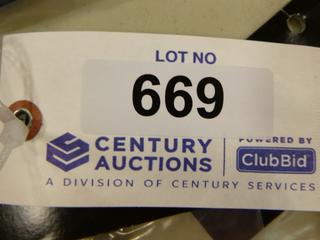 LOT NO
669
CENTURY
AUCTIONS
POWERED BY
ClubBid
A DIVISION OF CENTURY SERVICES